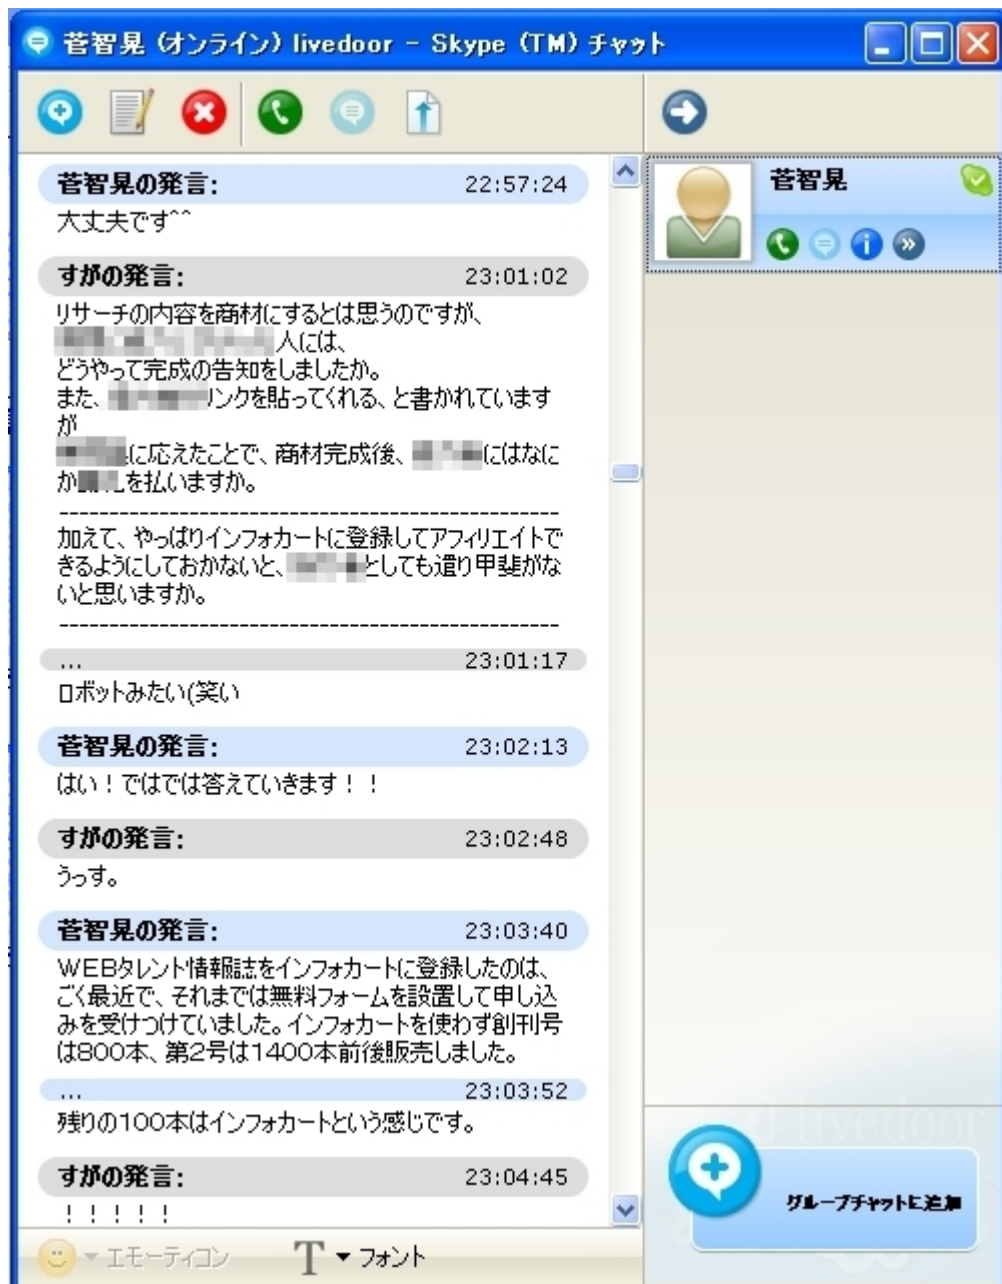 菅智晃 (オンライン) livedoor - Skype (TM) チャット
菅智晃の発言: 22:57:24
大丈夫です^^
すがの発言: 23:01:02
リサーチの内容を商材にするとは思うのですが、
人には、
どうやって完成の告知をしましたか。
また、リンクを貼ってくれる、と書かれています
が
に応えたことで、商材完成後、にはなに
かを払いますか。
--------------------------------------------------
加えて、やっぱりインフォカートに登録してアフィリエイトで
きるようにしておかないと、としても遣り甲斐がな
いと思いますか。
--------------------------------------------------
... 23:01:17
ロボットみたい(笑い
菅智晃の発言: 23:02:13
はい！ではでは答えていきます！！
すがの発言: 23:02:48
うっす。
菅智晃の発言: 23:03:40
WEBタレント情報誌をインフォカートに登録したのは、
ごく最近で、それまでは無料フォームを設置して申し込
みを受けつけていました。インフォカートを使わず創刊号
は800本、第2号は1400本前後販売しました。
... 23:03:52
残りの100本はインフォカートという感じです。
すがの発言: 23:04:45
！！！！！
エモーティコン
T フォント
菅智晃
livedoor
グループチャットに追加